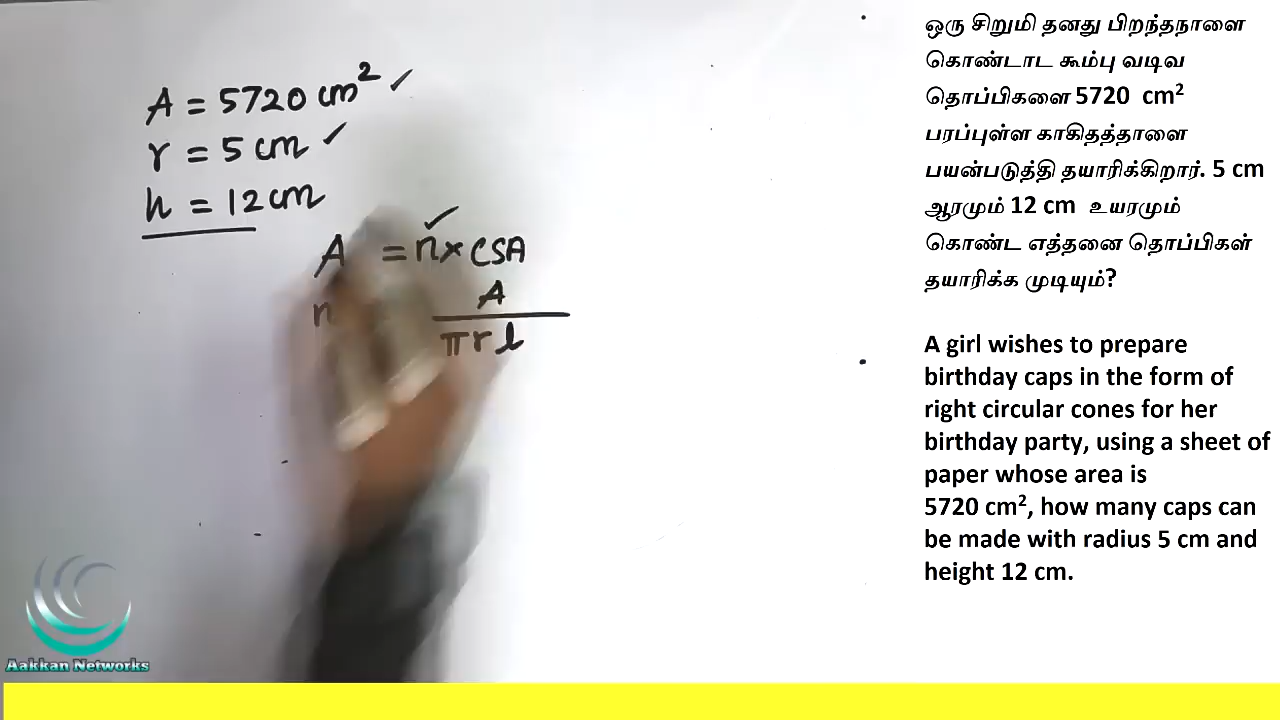 A = 5720 cm²
r = 5 cm
h = 12 cm
A = n × CSA
n A
πrl
ஒரு சிறுமி தனது பிறந்தநாளை
கொண்டாட கூம்பு வடிவ
தொப்பிகளை 5720 cm²
பரப்புள்ள காகிதத்தாளை
பயன்படுத்தி தயாரிக்கிறார். 5 cm
ஆரமும் 12 cm உயரமும்
கொண்ட எத்தனை தொப்பிகள்
தயாரிக்க முடியும்?
A girl wishes to prepare
birthday caps in the form of
right circular cones for her
birthday party, using a sheet of
paper whose area is
5720 cm², how many caps can
be made with radius 5 cm and
height 12 cm.
Aakkan Networks